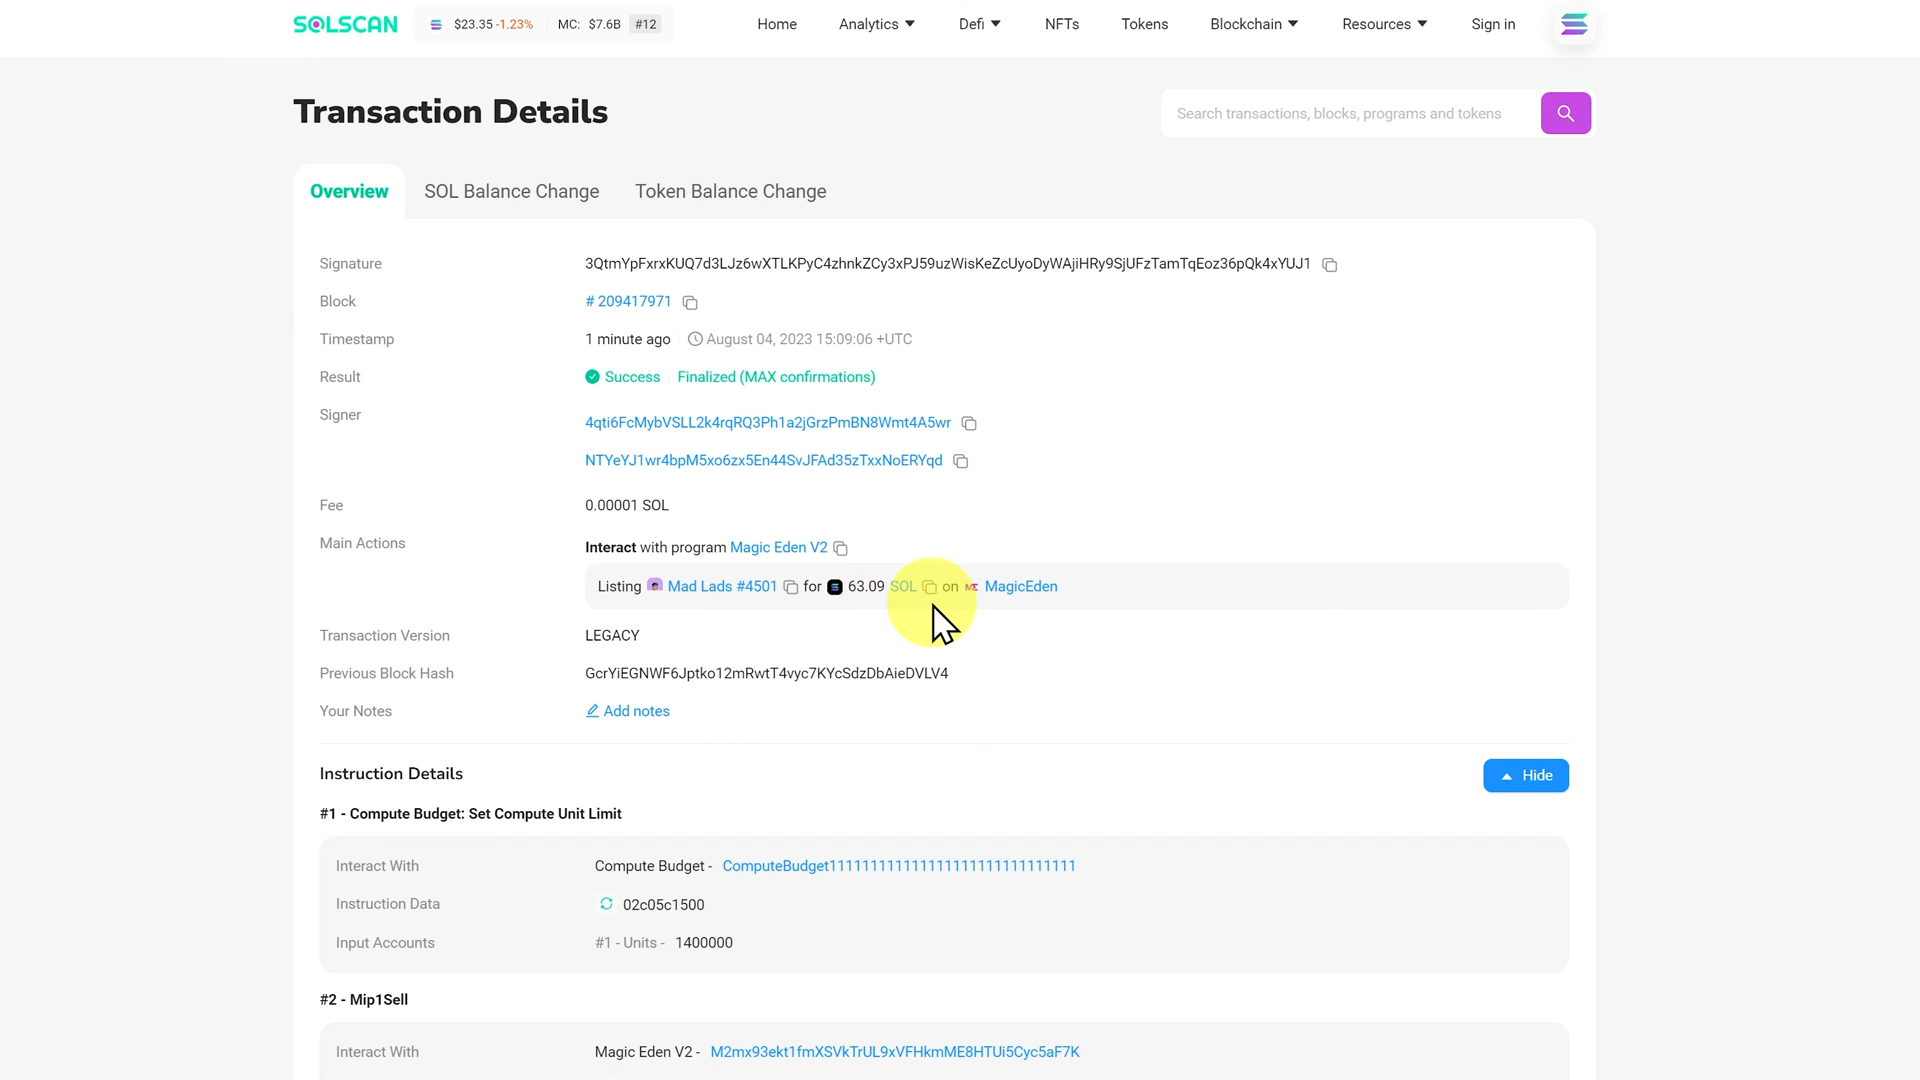 SOLSCAN $23.35 -1.23% MC: $7.6B #12 Home Analytics Defi NFTs Tokens Blockchain Resources Sign in
Transaction Details
Search transactions, blocks, programs and tokens
Overview SOL Balance Change Token Balance Change
Signature 3QtmYpFxrxKUQ7d3LJz6wXTLKPyC4zhnkZCy3xPJ59uzWisKeZcUyoDyWAjiHRy9SjUFzTamTqEoz36pQk4xYUJ1
Block # 209417971
Timestamp 1 minute ago August 04, 2023 15:09:06 +UTC
Result Success Finalized (MAX confirmations)
Signer 4qti6FcMybVSLL2k4rqRQ3Ph1a2jGrzPmBN8Wmt4A5wr
NTYeYJ1wr4bpM5xo6zx5En44SvJFAd35zTxxNoERYqd
Fee 0.00001 SOL
Main Actions Interact with program Magic Eden V2
Listing Mad Lads #4501 for 63.09 SOL on ME MagicEden
Transaction Version LEGACY
Previous Block Hash GcrYiEGNWF6Jptko12mRwtT4vyc7KYcSdzDbAieDVLV4
Your Notes Add notes
Instruction Details Hide
#1 - Compute Budget: Set Compute Unit Limit
Interact With Compute Budget - ComputeBudget111111111111111111111111111111
Instruction Data 02c05c1500
Input Accounts #1 - Units - 1400000
#2 - Mip1Sell
Interact With Magic Eden V2 - M2mx93ekt1fmXSVkTrUL9xVFHkmME8HTUi5Cyc5aF7K